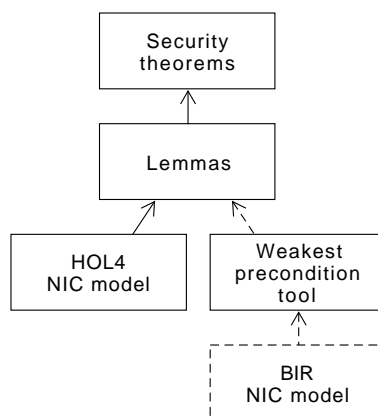 Security
theorems
Lemmas
HOL4
NIC model
Weakest
precondition
tool
BIR
NIC model